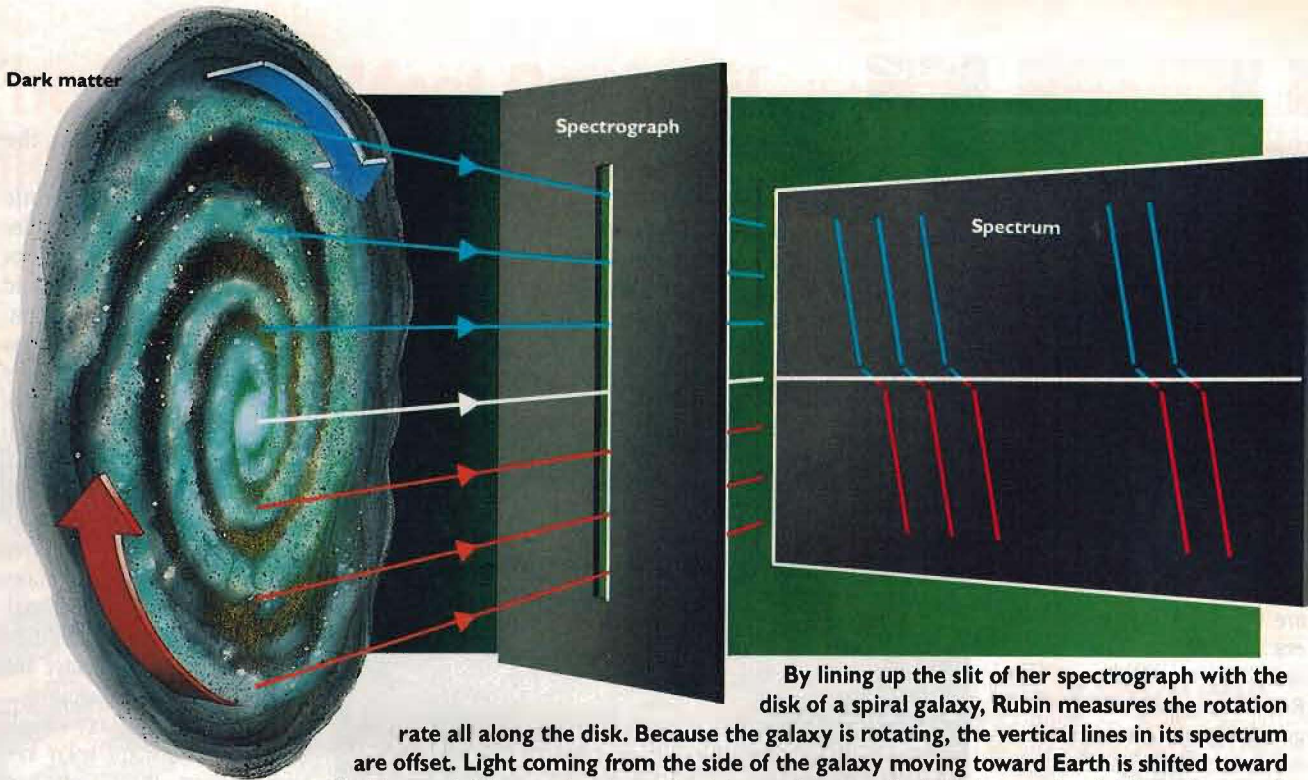 Dark matter
Spectrograph
Spectrum
By lining up the slit of her spectrograph with the
disk of a spiral galaxy, Rubin measures the rotation
rate all along the disk. Because the galaxy is rotating, the vertical lines in its spectrum
are offset. Light coming from the side of the galaxy moving toward Earth is shifted toward